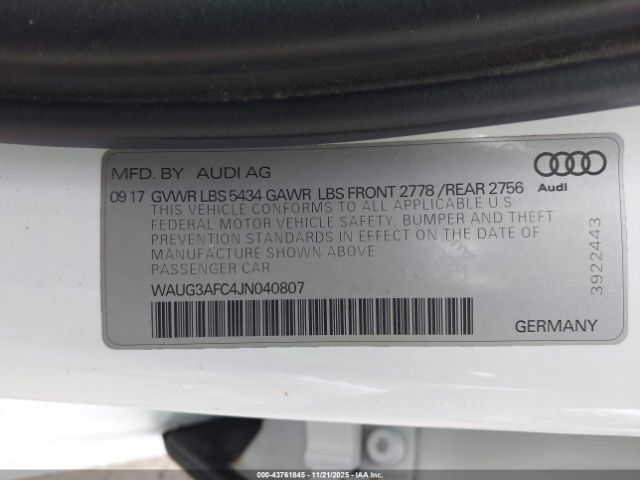 MFD. BY AUDI AG
Audi
09 17 GVWR LBS 5434 GAWR LBS FRONT 2778 /REAR 2756
THIS VEHICLE CONFORMS TO ALL APPLICABLE U.S
FEDERAL MOTOR VEHICLE SAFETY, BUMPER AND THEFT
PREVENTION STANDARDS IN EFFECT ON THE DATE OF
MANUFACTURE SHOWN ABOVE
PASSENGER CAR
WAUG3AFC4JN040807
GERMANY
3922443
000-43761845 - 11/21/2025 - COPYRIGHT IAA, LLC.